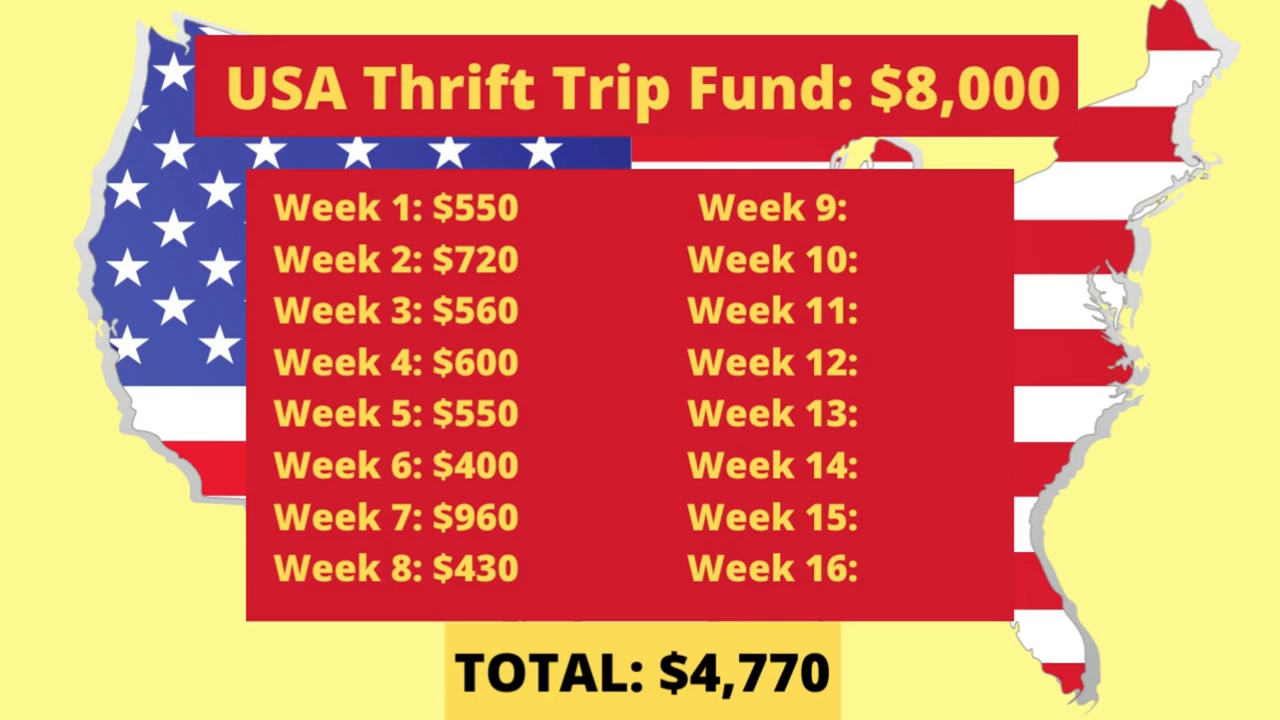 USA Thrift Trip Fund: $8,000
Week 1: $550
Week 2: $720
Week 3: $560
Week 4: $600
Week 5: $550
Week 6: $400
Week 7: $960
Week 8: $430
Week 9:
Week 10:
Week 11:
Week 12:
Week 13:
Week 14:
Week 15:
Week 16:
TOTAL: $4,770